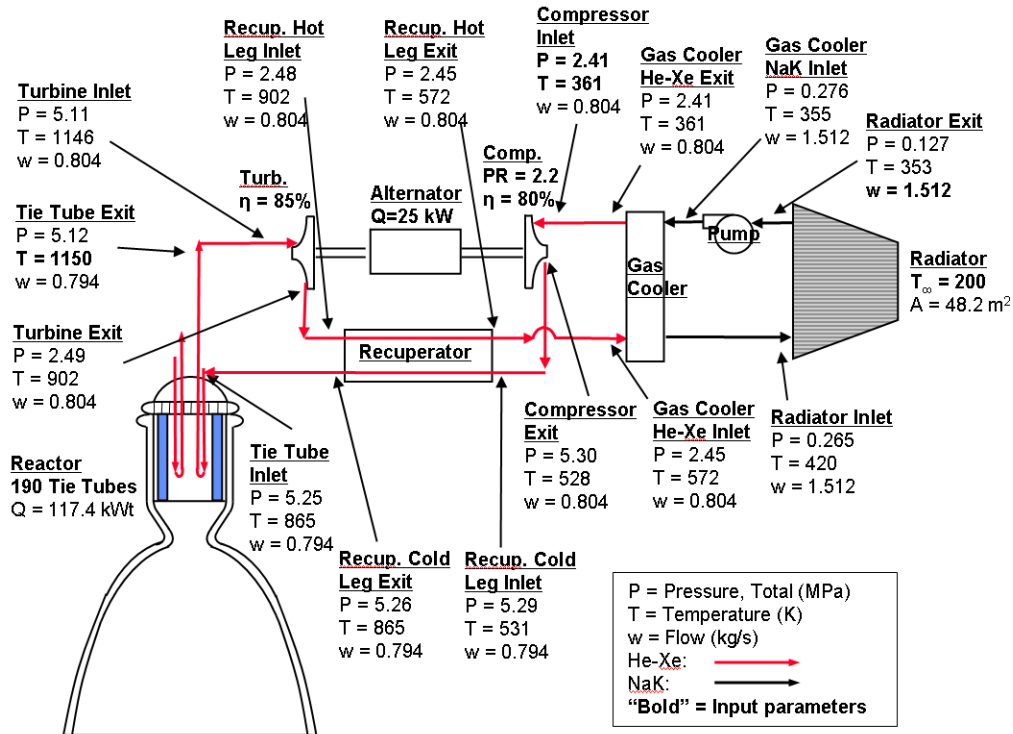 Recup. Hot
Leg Inlet
P = 2.48
T = 902
w = 0.804
Recup. Hot
Leg Exit
P = 2.45
T = 572
w = 0.804
Compressor
Inlet
P = 2.41
T = 361
w = 0.804
Gas Cooler
He-Xe Exit
P = 2.41
T = 361
w = 0.804
Gas Cooler
NaK Inlet
P = 0.276
T = 355
w = 1.512
Radiator Exit
P = 0.127
T = 353
w = 1.512
Turbine Inlet
P = 5.11
T = 1146
w = 0.804
Turb.
η = 85%
Alternator
Q=25 kW
Comp.
PR = 2.2
η = 80%
Tie Tube Exit
P = 5.12
T = 1150
w = 0.794
Pump
Gas
Cooler
Radiator
T∞ = 200
A = 48.2 m²
Turbine Exit
P = 2.49
T = 902
w = 0.804
Recuperator
Reactor
190 Tie Tubes
Q = 117.4 kWt
Tie Tube
Inlet
P = 5.25
T = 865
w = 0.794
Compressor
Exit
P = 5.30
T = 528
w = 0.804
Gas Cooler
He-Xe Inlet
P = 2.45
T = 572
w = 0.804
Radiator Inlet
P = 0.265
T = 420
w = 1.512
Recup. Cold
Leg Exit
P = 5.26
T = 865
w = 0.794
Recup. Cold
Leg Inlet
P = 5.29
T = 531
w = 0.794
P = Pressure, Total (MPa)
T = Temperature (K)
w = Flow (kg/s)
He-Xe:
NaK:
“Bold” = Input parameters